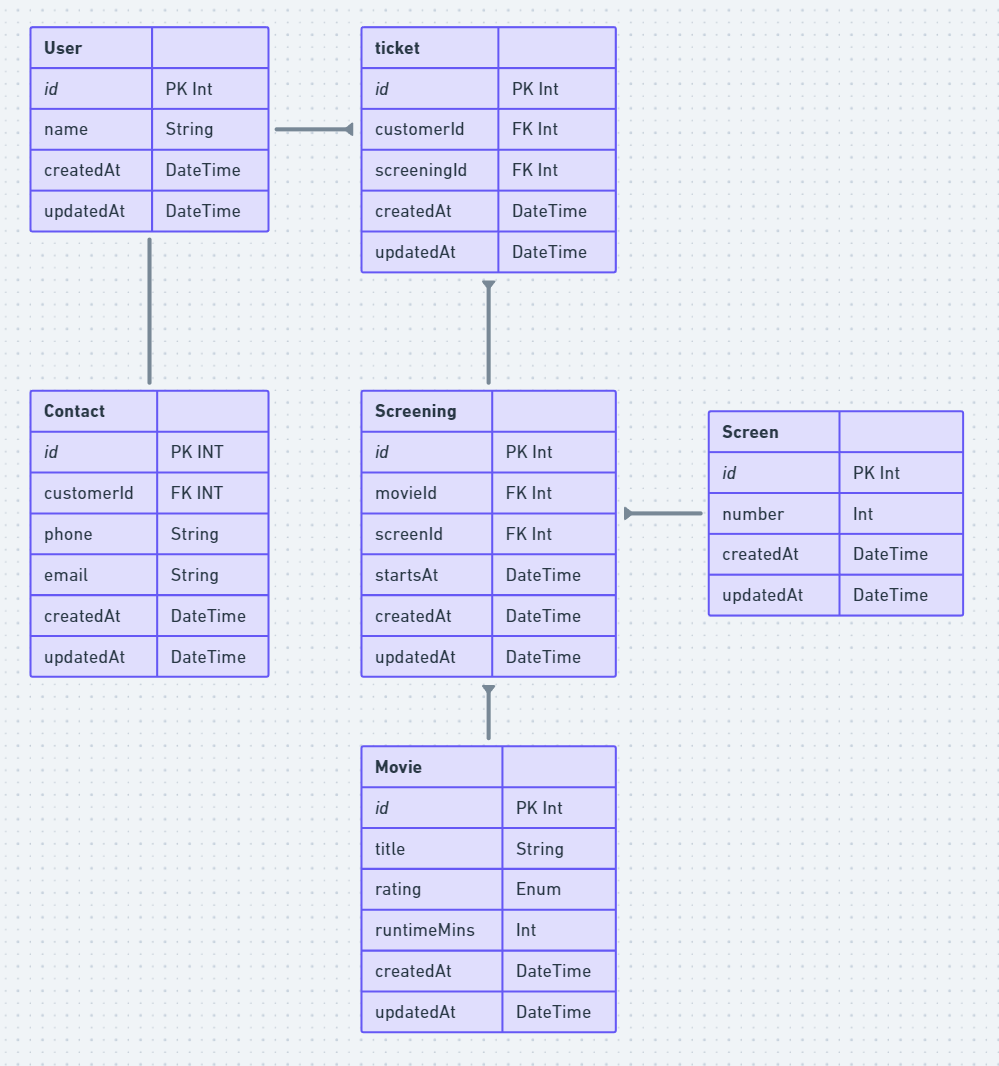 User
id PK Int
name String
createdAt DateTime
updatedAt DateTime
ticket
id PK Int
customerId FK Int
screeningId FK Int
createdAt DateTime
updatedAt DateTime
Contact
id PK INT
customerId FK INT
phone String
email String
createdAt DateTime
updatedAt DateTime
Screening
id PK Int
movieId FK Int
screenId FK Int
startsAt DateTime
createdAt DateTime
updatedAt DateTime
Screen
id PK Int
number Int
createdAt DateTime
updatedAt DateTime
Movie
id PK Int
title String
rating Enum
runtimeMins Int
createdAt DateTime
updatedAt DateTime